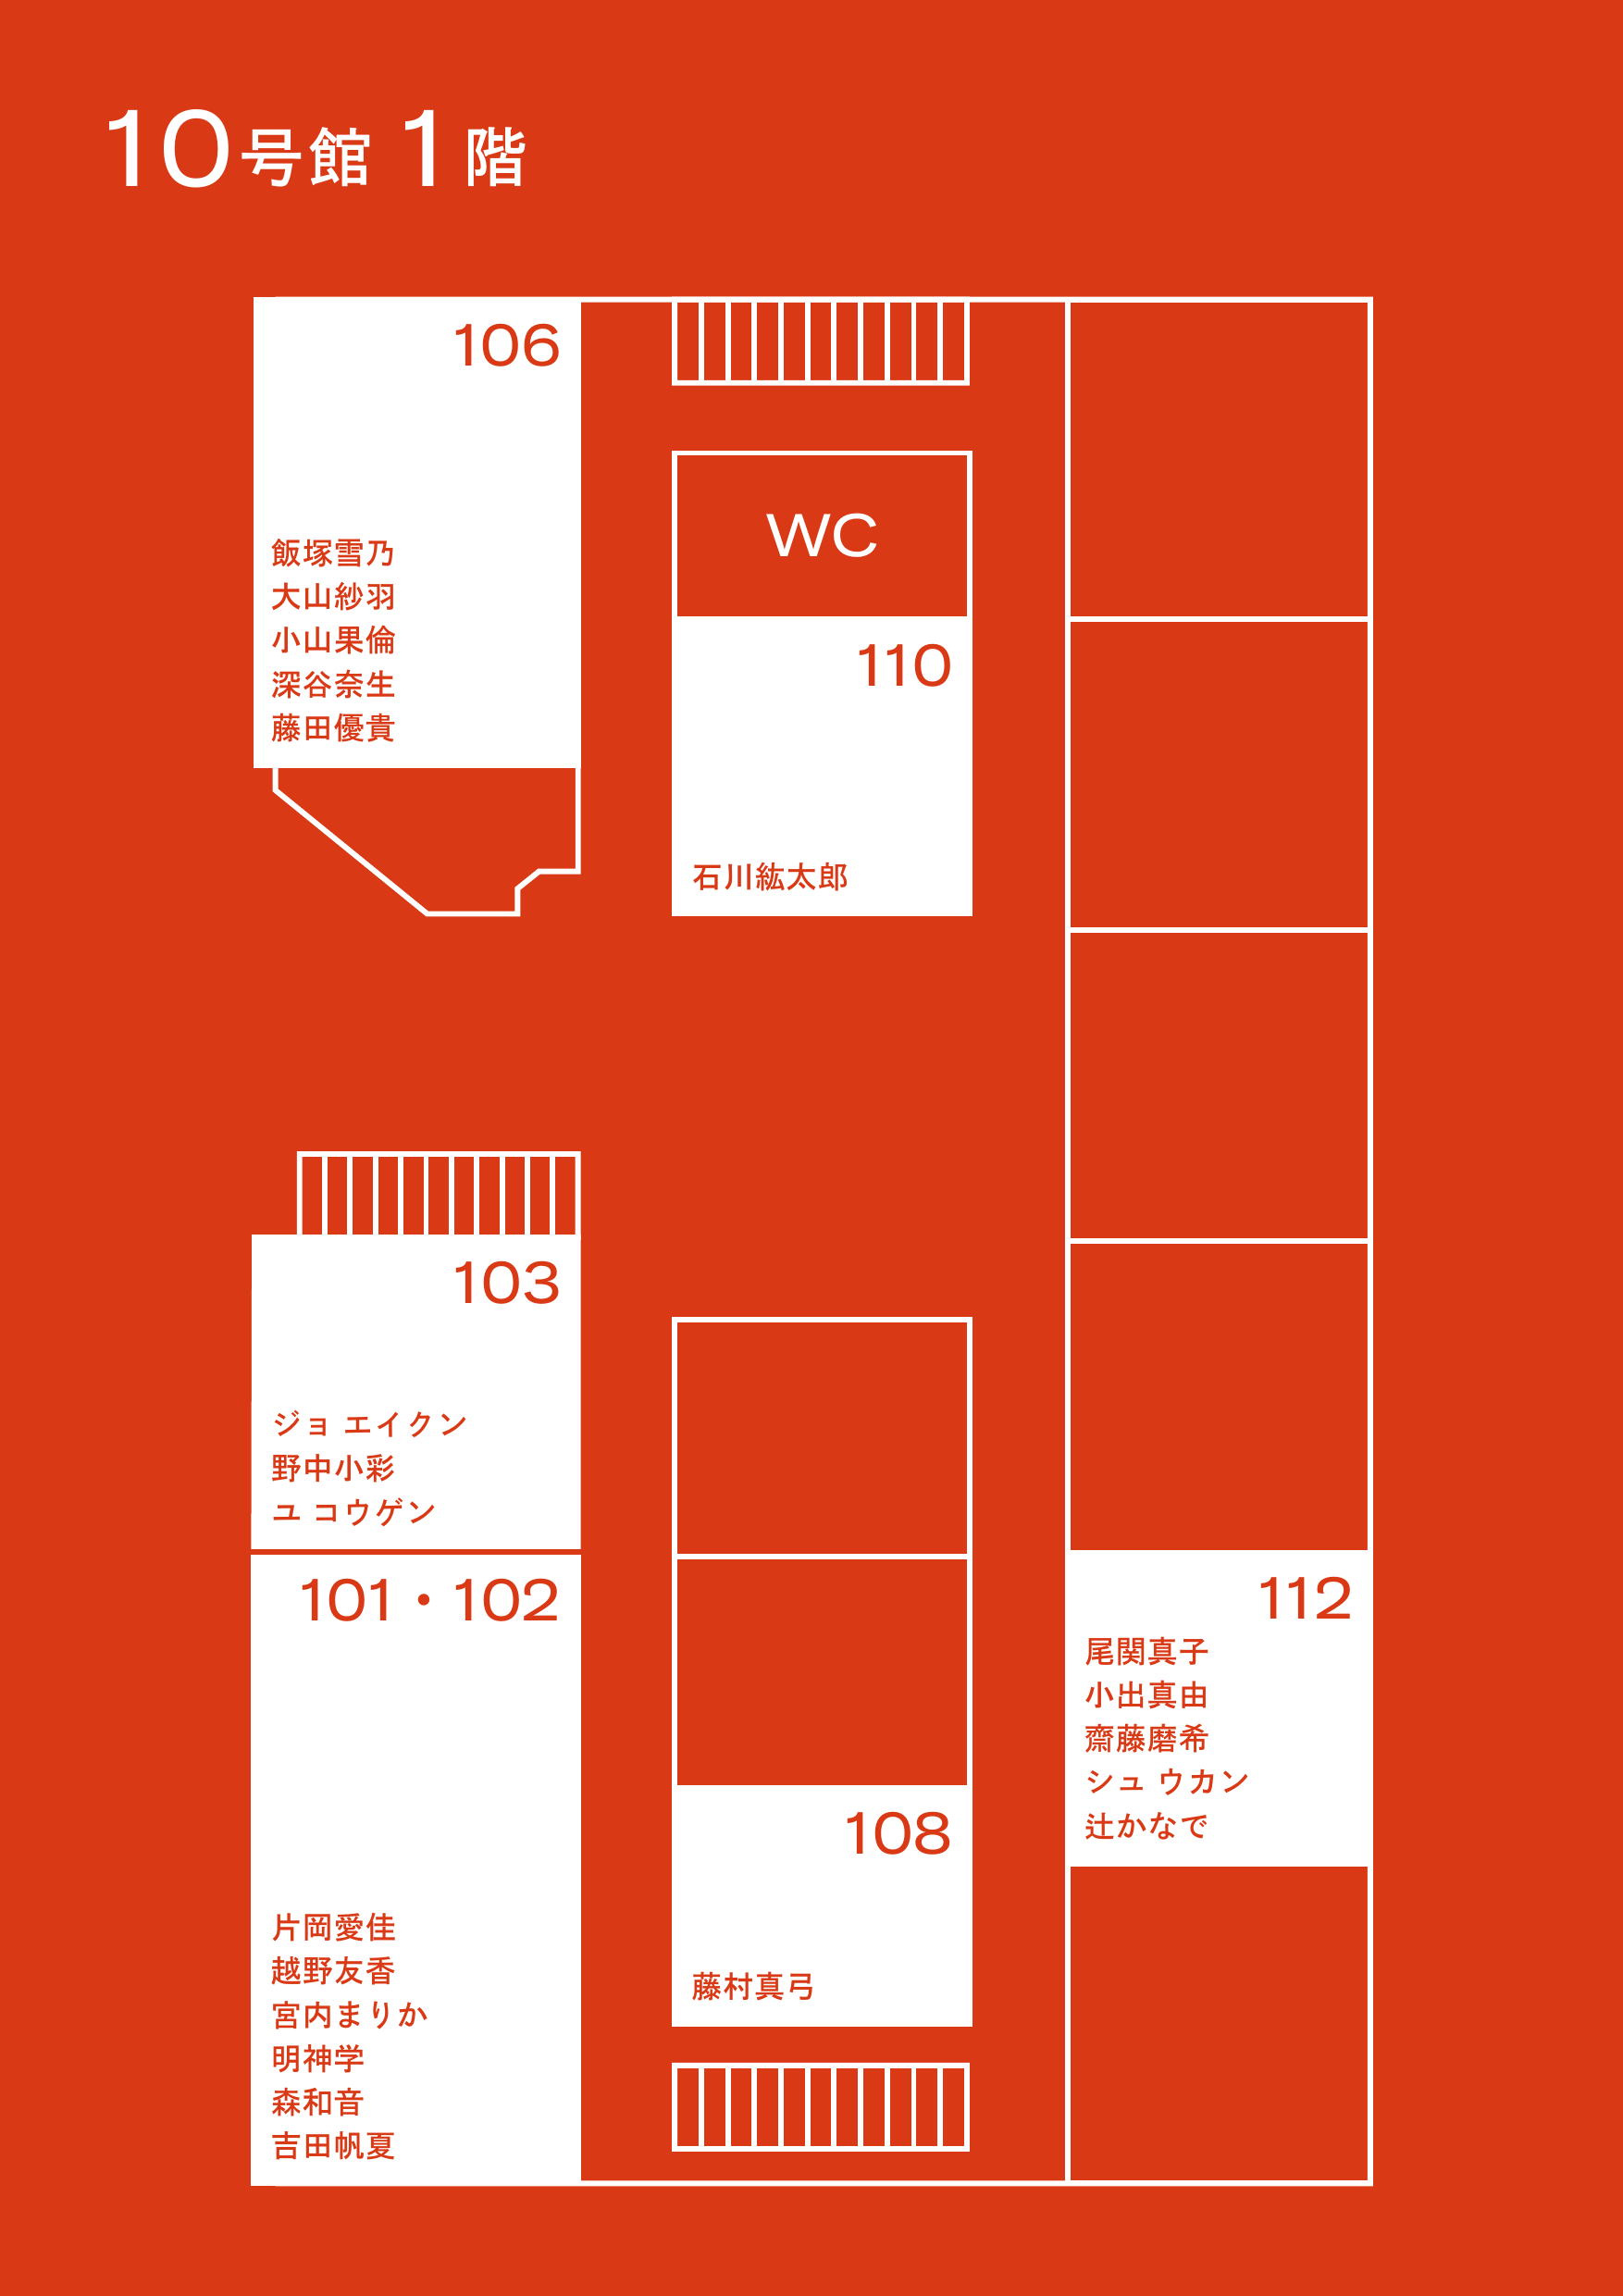 10号館 1階
106
飯塚雪乃
大山紗羽
小山果倫
深谷奈生
藤田優貴
WC
110
石川紘太郎
103
ジョ エイクン
野中小彩
ユ コウゲン
101・102
片岡愛佳
越野友香
宮内まりか
明神学
森和音
吉田帆夏
108
藤村真弓
112
尾関真子
小出真由
齋藤磨希
シュ ウカン
辻かなで